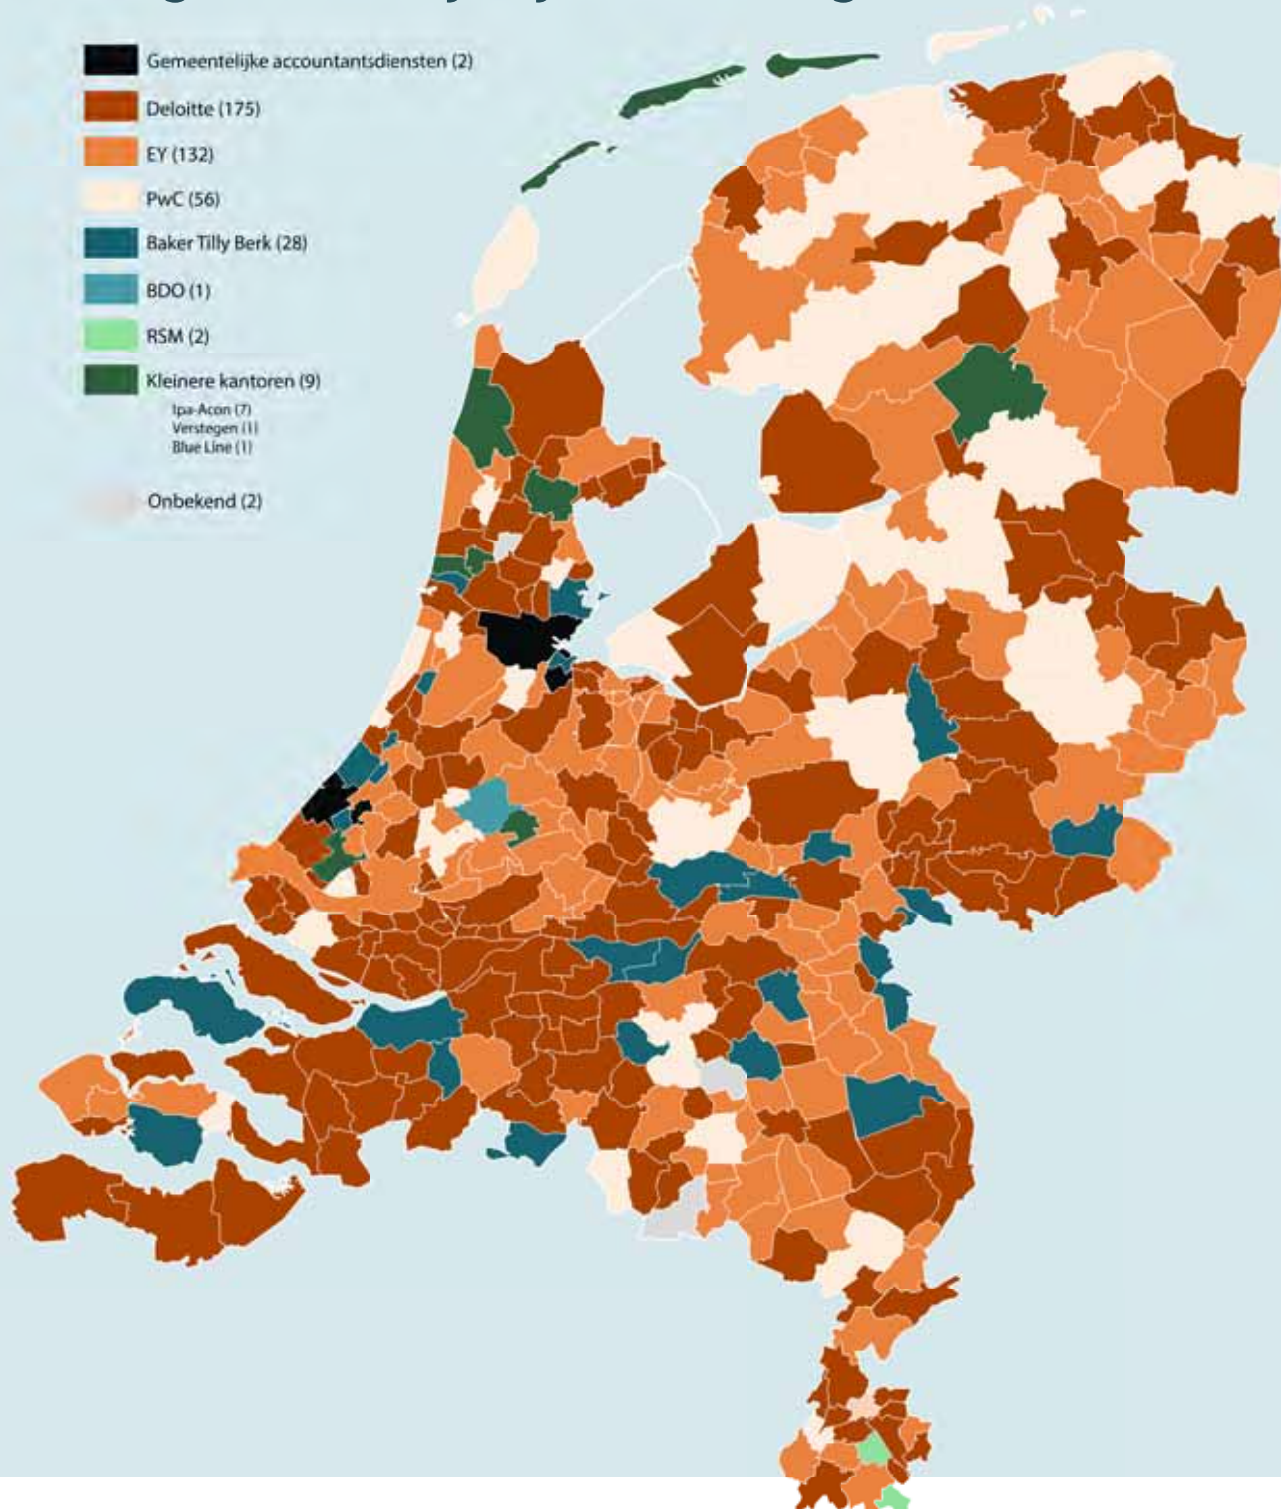 Gemeentelijke accountantsdiensten (2)
Deloitte (175)
EY (132)
PwC (56)
Baker Tilly Berk (28)
BDO (1)
RSM (2)
Kleinere kantoren (9)
Ipa-Acon (7)
Verstegen (1)
Blue Line (1)
Onbekend (2)